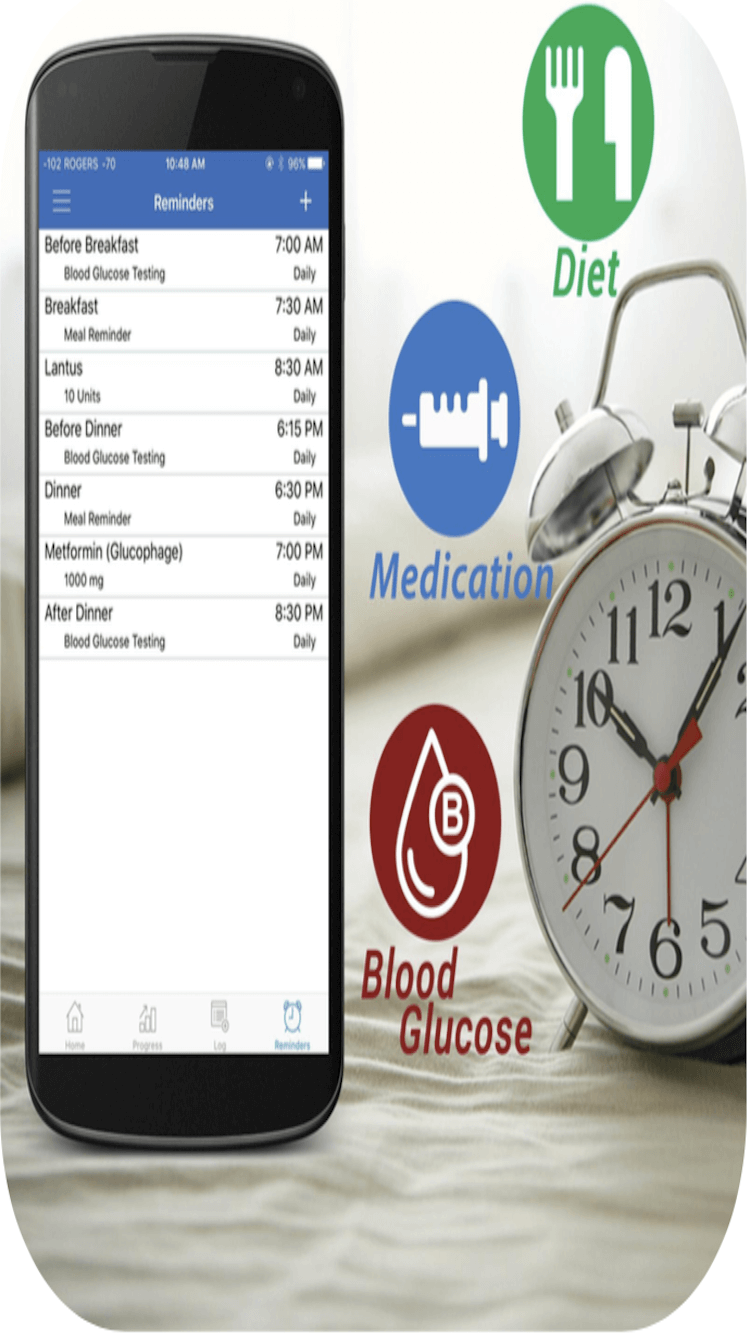 -102 ROGERS -70 10:48 AM 96%
Reminders +
Before Breakfast 7:00 AM
Blood Glucose Testing Daily
Breakfast 7:30 AM
Meal Reminder Daily
Lantus 8:30 AM
10 Units Daily
Before Dinner 6:15 PM
Blood Glucose Testing Daily
Dinner 6:30 PM
Meal Reminder Daily
Metformin (Glucophage) 7:00 PM
1000 mg Daily
After Dinner 8:30 PM
Blood Glucose Testing Daily
Home Progress Log Reminders
Diet
Medication
B
Blood
Glucose
12
11 1
10
9
8
7 5
6